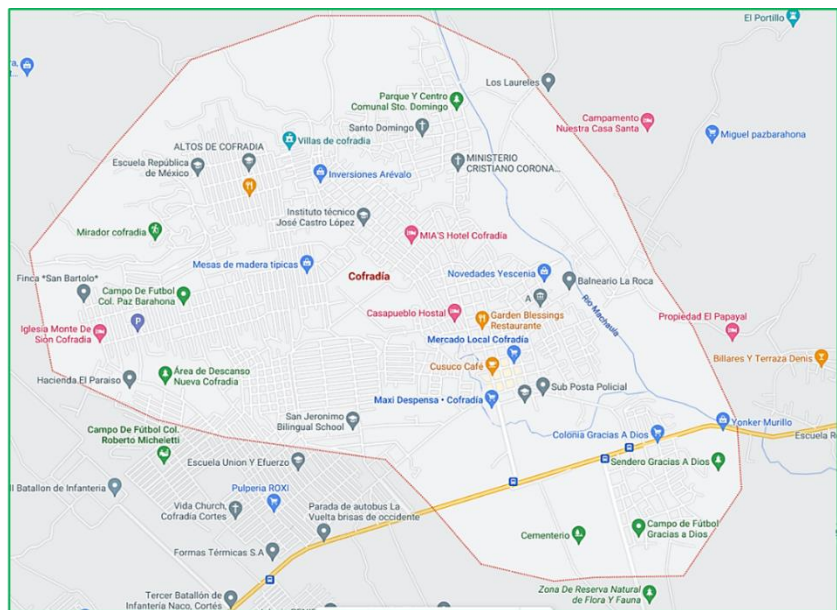 El Portillo
Los Laureles
Parque Y Centro
Comunal Sto. Domingo
Campamento
Nuestra Casa Santa
Santo Domingo
Miguel pazbarahona
Villas de cofradia
ALTOS DE COFRADIA
Escuela República
de México
MINISTERIO
CRISTIANO CORONA...
Inversiones Arévalo
Instituto técnico
José Castro López
Mirador cofradia
MIA'S Hotel Cofradía
Mesas de madera tipicas
Cofradía
Novedades Yescenia
Balneario La Roca
Finca *San Bartolo*
Campo De Futbol
Col. Paz Barahona
A
Rio Machaula
Casapueblo Hostal
Garden Blessings
Restaurante
Propiedad El Papayal
P
Iglesia Monte De
Sión Cofradia
Mercado Local Cofradía
Billares Y Terraza Denis
Cusuco Café
Área de Descanso
Nueva Cofradia
Hacienda El Paraiso
Sub Posta Policial
Maxi Despensa • Cofradía
San Jeronimo
Bilingual School
Yonker Murillo
Campo De Fútbol Col.
Roberto Micheletti
Colonia Gracias A Dios
Escuela Union Y Efuerzo
Sendero Gracias A Dios
ll Batallon de Infanteria
Pulperia ROXI
Vida Church,
Cofradia Cortes
Parada de autobus La
Vuelta brisas de occidente
Cementerio
Campo de Fútbol
Gracias a Dios
Formas Térmicas S.A
Tercer Batallón de
Infantería Naco, Cortés
Zona De Reserva Natural
de Flora Y Fauna